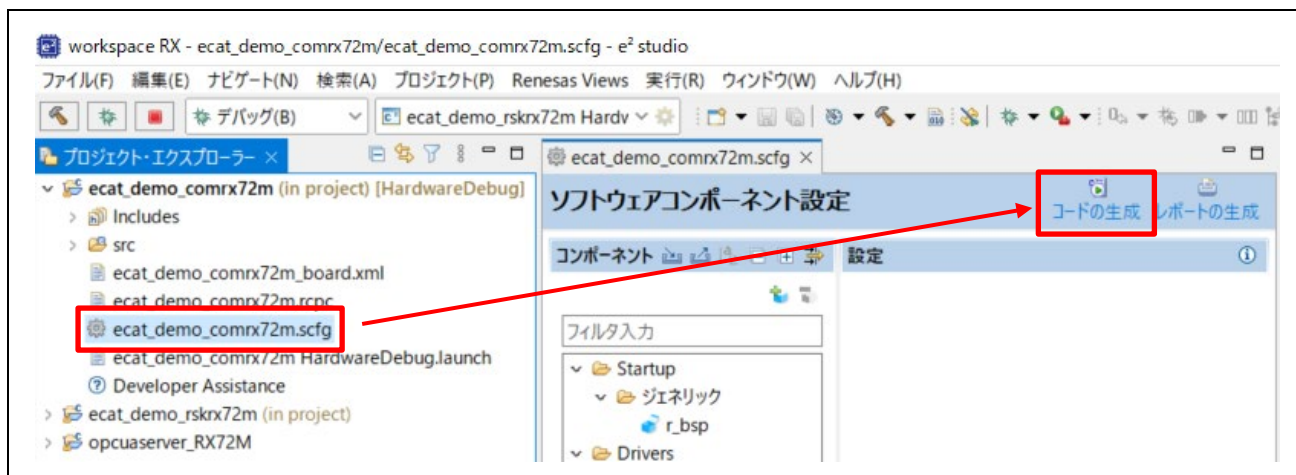 workspace RX - ecat_demo_comrx72m/ecat_demo_comrx72m.scfg - e² studio
ファイル(F) 編集(E) ナビゲート(N) 検索(A) プロジェクト(P) Renesas Views 実行(R) ウィンドウ(W) ヘルプ(H)
デバッグ(B) ecat_demo_rskrx72m Hardv
プロジェクト・エクスプローラー
ecat_demo_comrx72m.scfg
ecat_demo_comrx72m (in project) [HardwareDebug]
Includes
src
ecat_demo_comrx72m_board.xml
ecat_demo_comrx72m.rcpc
ecat_demo_comrx72m.scfg
ecat_demo_comrx72m HardwareDebug.launch
Developer Assistance
ecat_demo_rskrx72m (in project)
opcuaserver_RX72M
ソフトウェアコンポーネント設定
コードの生成 レポートの生成
コンポーネント 設定
フィルタ入力
Startup
ジェネリック
r_bsp
Drivers